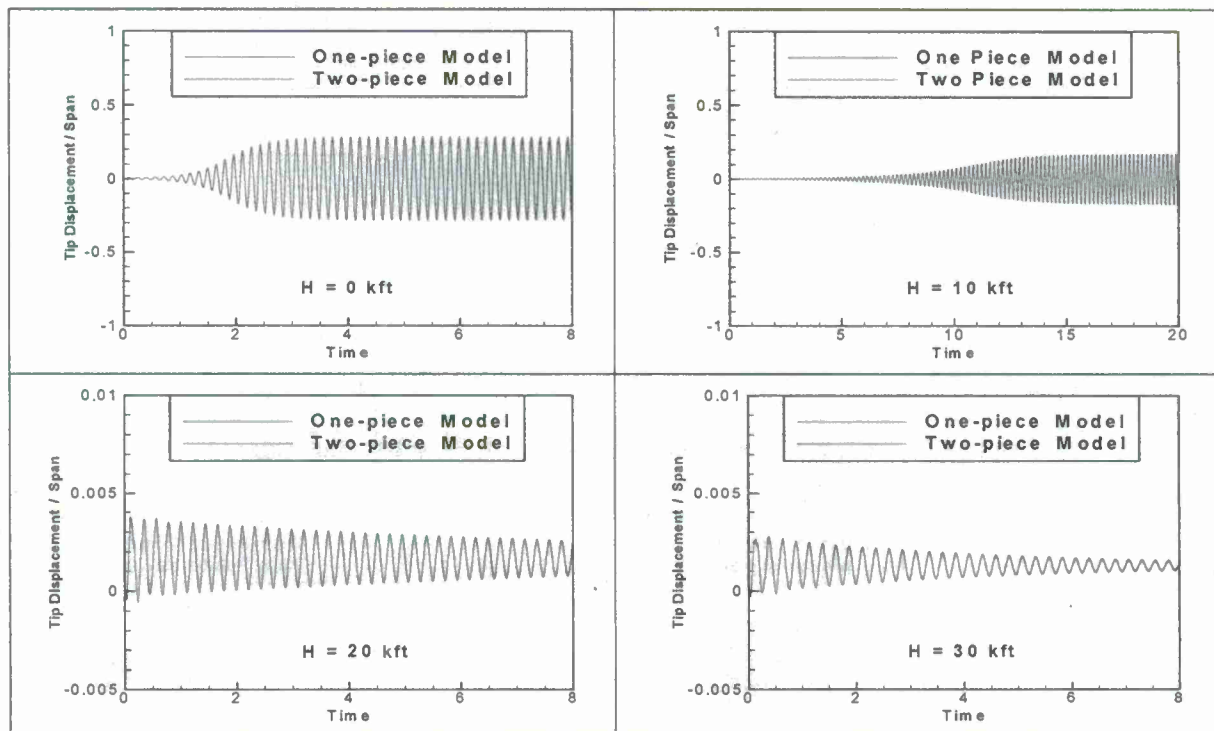 One-piece Model
Two-piece Model
Tip Displacement / Span
1
0.5
0
-0.5
-1
H = 0 kft
0 2 4 6 8
Time
One Piece Model
Two Piece Model
Tip Displacement / Span
1
0.5
0
-0.5
-1
H = 10 kft
0 5 10 15 20
Time
One-piece Model
Two-piece Model
Tip Displacement / Span
0.01
0.005
0
-0.005
H = 20 kft
0 2 4 6 8
Time
One-piece Model
Two-piece Model
Tip Displacement / Span
0.01
0.005
0
-0.005
H = 30 kft
0 2 4 6 8
Time